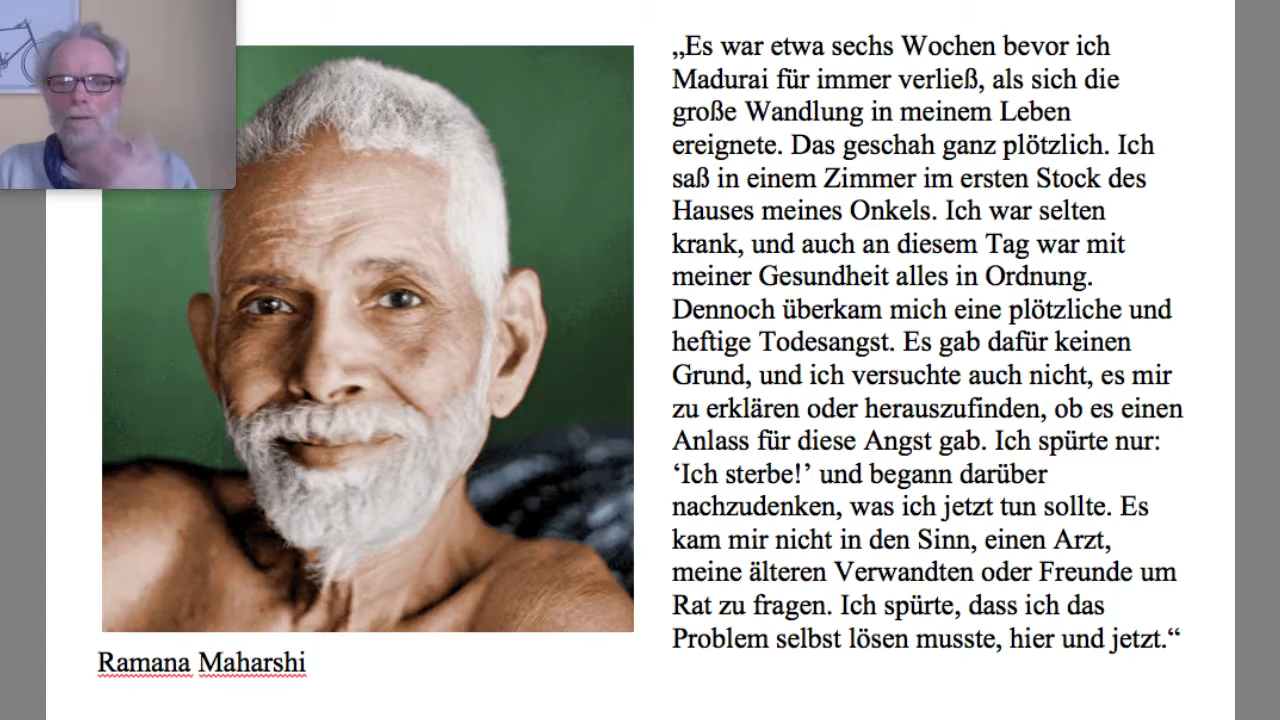 „Es war etwa sechs Wochen bevor ich
Madurai für immer verließ, als sich die
große Wandlung in meinem Leben
ereignete. Das geschah ganz plötzlich. Ich
saß in einem Zimmer im ersten Stock des
Hauses meines Onkels. Ich war selten
krank, und auch an diesem Tag war mit
meiner Gesundheit alles in Ordnung.
Dennoch überkam mich eine plötzliche und
heftige Todesangst. Es gab dafür keinen
Grund, und ich versuchte auch nicht, es mir
zu erklären oder herauszufinden, ob es einen
Anlass für diese Angst gab. Ich spürte nur:
‘Ich sterbe!’ und begann darüber
nachzudenken, was ich jetzt tun sollte. Es
kam mir nicht in den Sinn, einen Arzt,
meine älteren Verwandten oder Freunde um
Rat zu fragen. Ich spürte, dass ich das
Problem selbst lösen musste, hier und jetzt.“
Ramana Maharshi